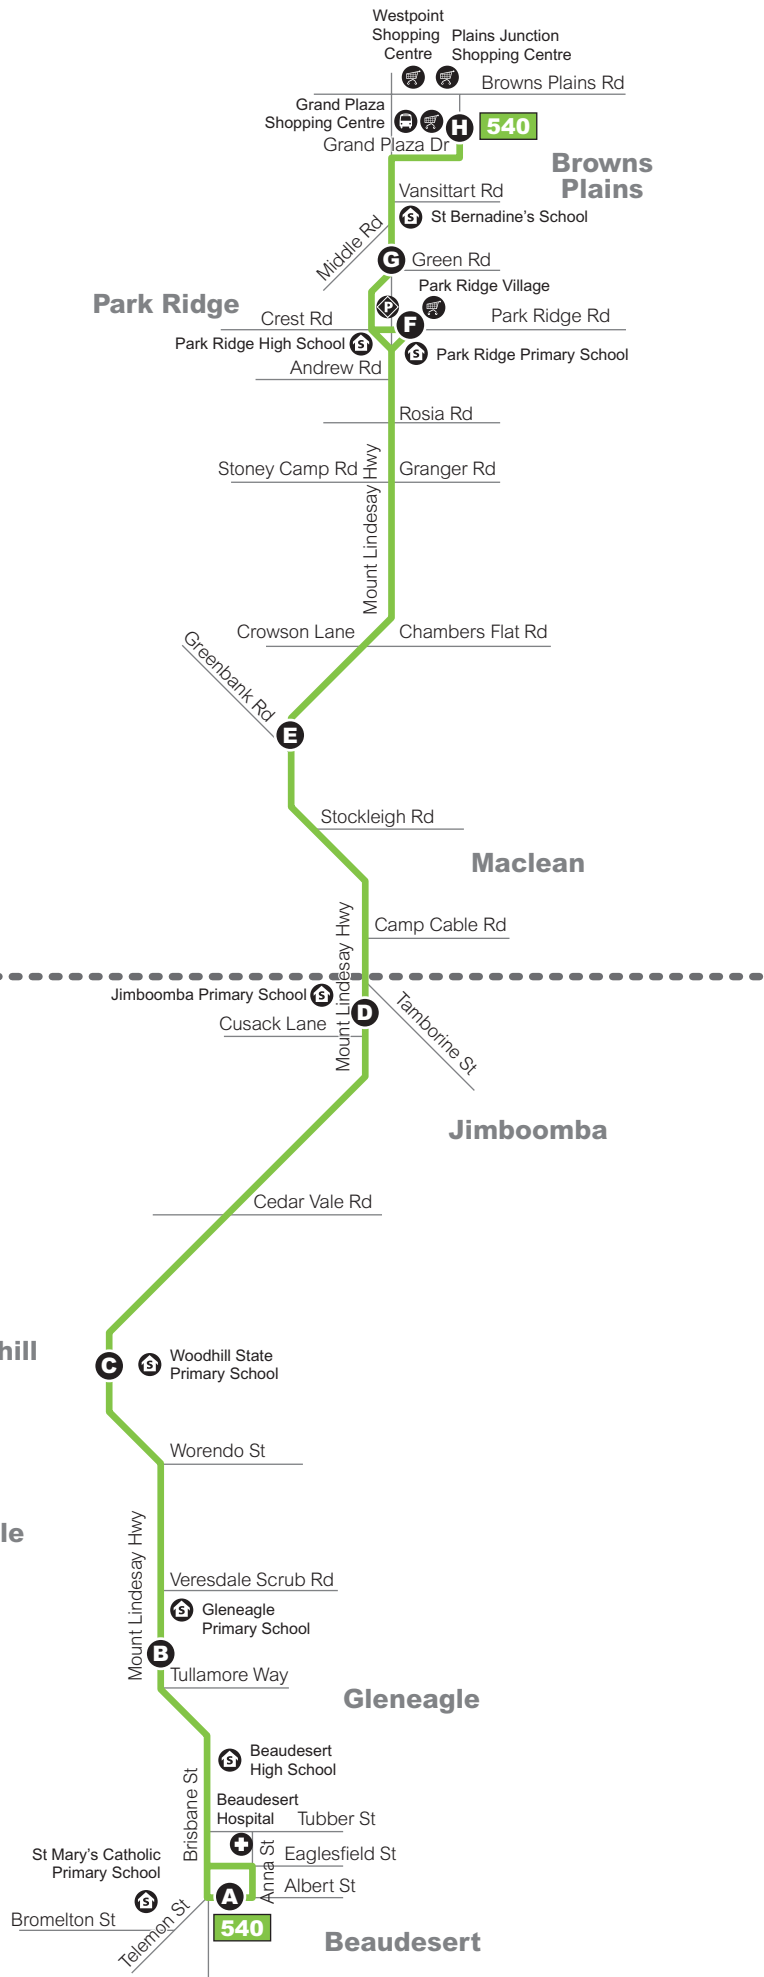 Westpoint
Shopping
Centre
Plains Junction
Shopping Centre
Browns Plains Rd
Grand Plaza
Shopping Centre
H
540
Grand Plaza Dr
Browns
Plains
Vansittart Rd
S
St Bernadine's School
Middle Rd
G
Green Rd
Park Ridge Village
Park Ridge
P
Crest Rd
F
Park Ridge Rd
Park Ridge High School
S
S
Park Ridge Primary School
Andrew Rd
Rosia Rd
Stoney Camp Rd
Mount Lindesay Hwy
Granger Rd
Crowson Lane
Chambers Flat Rd
Greenbank Rd
E
Stockleigh Rd
Maclean
Mount Lindesay Hwy
Camp Cable Rd
Jimboomba Primary School
S
D
Cusack Lane
Tamborine St
Jimboomba
Cedar Vale Rd
hill
C
S
Woodhill State
Primary School
Worendo St
le
Mount Lindesay Hwy
Veresdale Scrub Rd
S
Gleneagle
Primary School
B
Tullamore Way
Gleneagle
S
Beaudesert
High School
Brisbane St
Beaudesert
Hospital
Tubber St
Anna St
Eaglesfield St
St Mary's Catholic
Primary School
S
A
Albert St
Bromelton St
Telemon St
540
Beaudesert